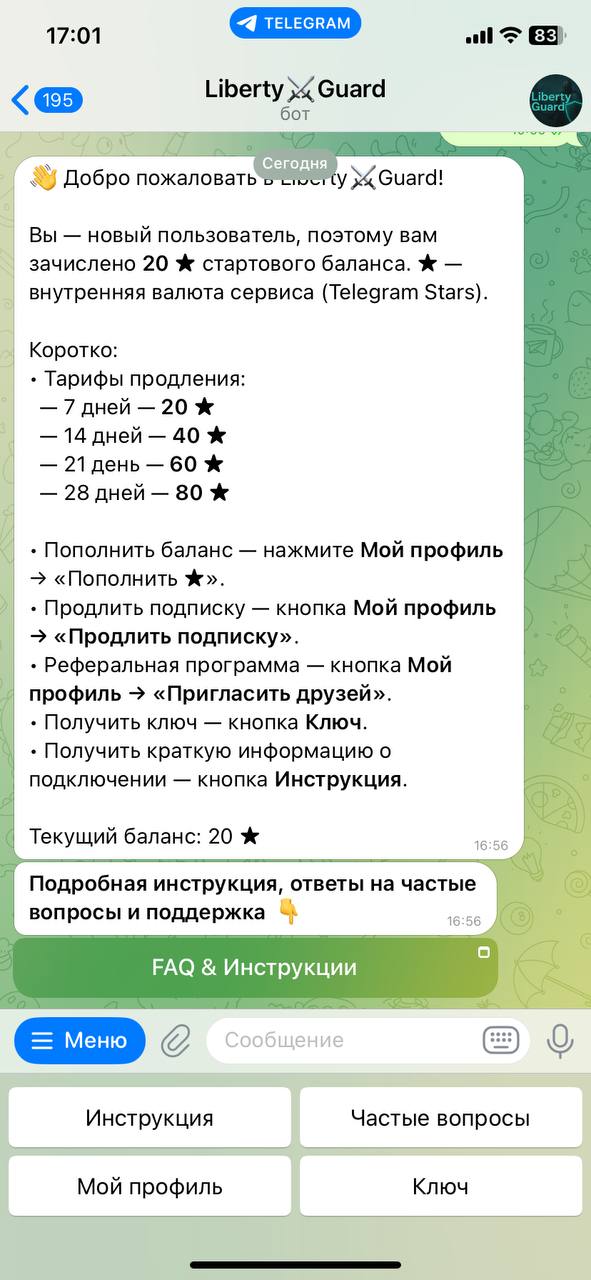 17:01
TELEGRAM
83
195
Liberty⚔️Guard
бот
Liberty
Guard
Сегодня
👋 Добро пожаловать в Liberty⚔️Guard!
Вы — новый пользователь, поэтому вам
зачислено 20 ★ стартового баланса. ★ —
внутренняя валюта сервиса (Telegram Stars).
Коротко:
• Тарифы продления:
— 7 дней — 20 ★
— 14 дней — 40 ★
— 21 день — 60 ★
— 28 дней — 80 ★
• Пополнить баланс — нажмите Мой профиль
→ «Пополнить ★».
• Продлить подписку — кнопка Мой профиль
→ «Продлить подписку».
• Реферальная программа — кнопка Мой
профиль → «Пригласить друзей».
• Получить ключ — кнопка Ключ.
• Получить краткую информацию о
подключении — кнопка Инструкция.
Текущий баланс: 20 ★
16:56
Подробная инструкция, ответы на частые
вопросы и поддержка 👇
16:56
FAQ & Инструкции
Меню
Сообщение
Инструкция
Частые вопросы
Мой профиль
Ключ